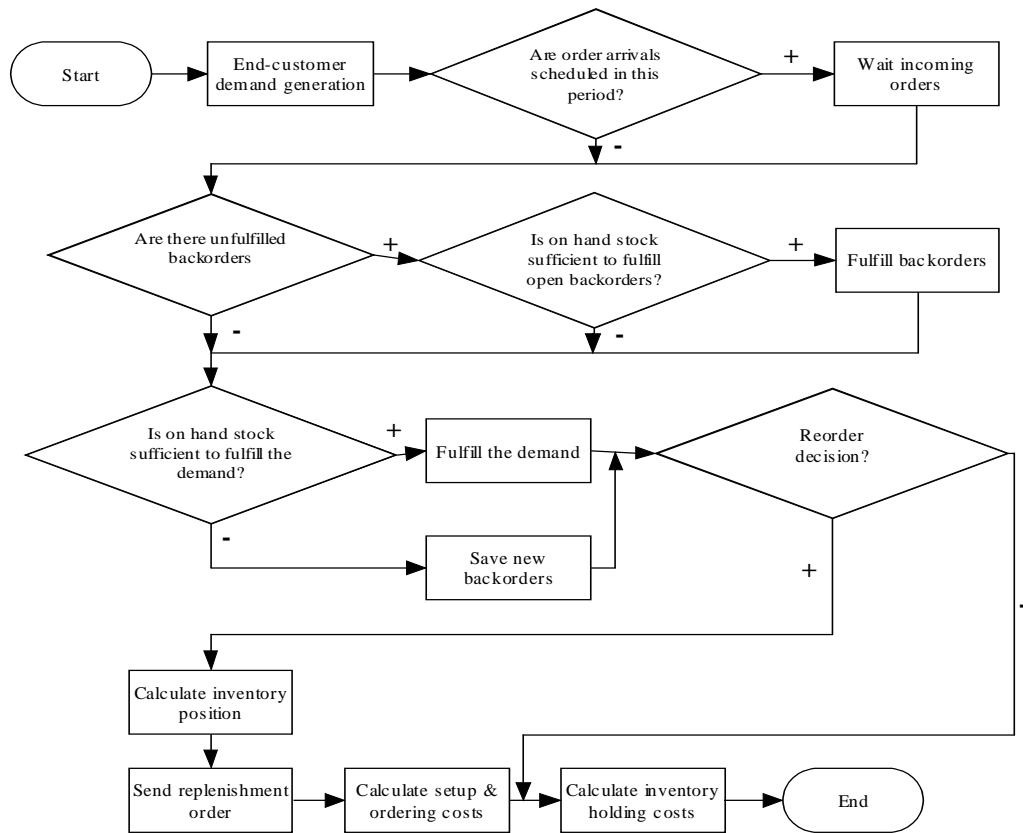 Start
End-customer
demand generation
Are order arrivals
scheduled in this
period?
+
Wait incoming
orders
-
Are there unfulfilled
backorders
+
Is on hand stock
sufficient to fulfill
open backorders?
+
Fulfill backorders
-
-
Is on hand stock
sufficient to fulfill the
demand?
+
Fulfill the demand
Reorder
decision?
-
Save new
backorders
+
-
Calculate inventory
position
Send replenishment
order
Calculate setup &
ordering costs
Calculate inventory
holding costs
End